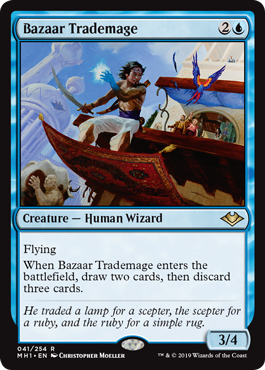 Bazaar Trademage 2
Creature — Human Wizard
Flying
When Bazaar Trademage enters the
battlefield, draw two cards, then discard
three cards.
He traded a lamp for a scepter, the scepter for
a ruby, and the ruby for a simple rug.
3/4
041/254 R
MH1 • EN Christopher Moeller
™ & © 2019 Wizards of the Coast